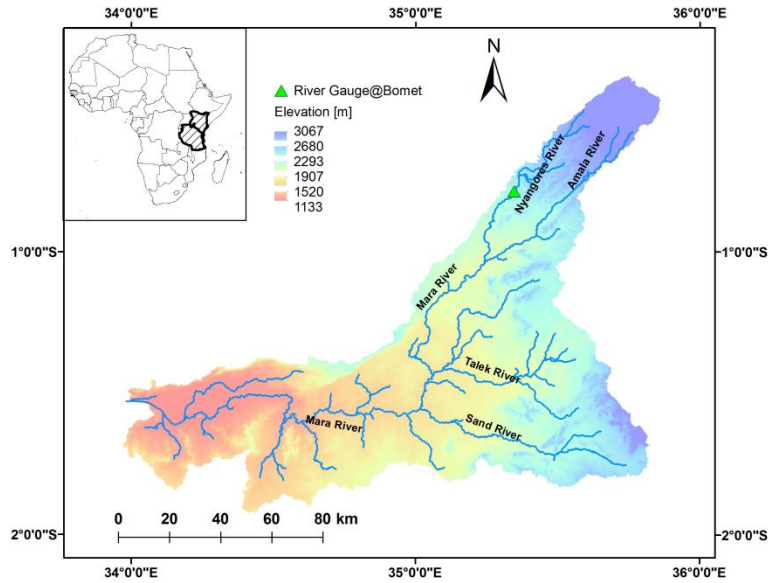 34°0'0"E 35°0'0"E 36°0'0"E
N
River Gauge@Bomet
Elevation [m]
3067
2680
2293
1907
1520
1133
Nyangores River
Amala River
1°0'0"S 1°0'0"S
Mara River
Talek River
Sand River
Mara River
0 20 40 60 80 km
2°0'0"S 2°0'0"S
34°0'0"E 35°0'0"E 36°0'0"E